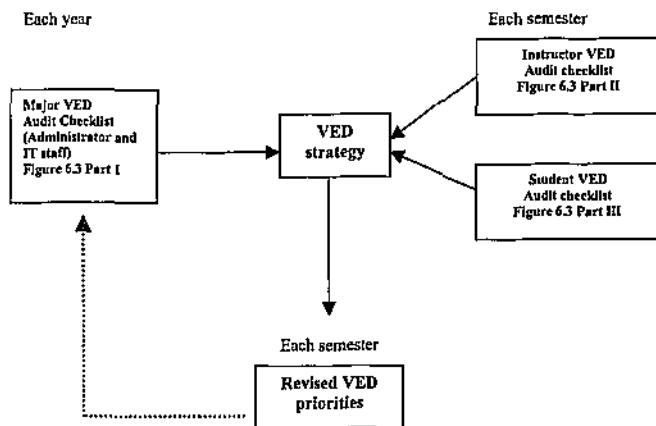 Each year
Each semester
Major VED
Audit Checklist
(Administrator and
IT staff)
Figure 6.3 Part I
VED
strategy
Instructor VED
Audit checklist
Figure 6.3 Part II
Student VED
Audit checklist
Figure 6.3 Part III
Each semester
Revised VED
priorities